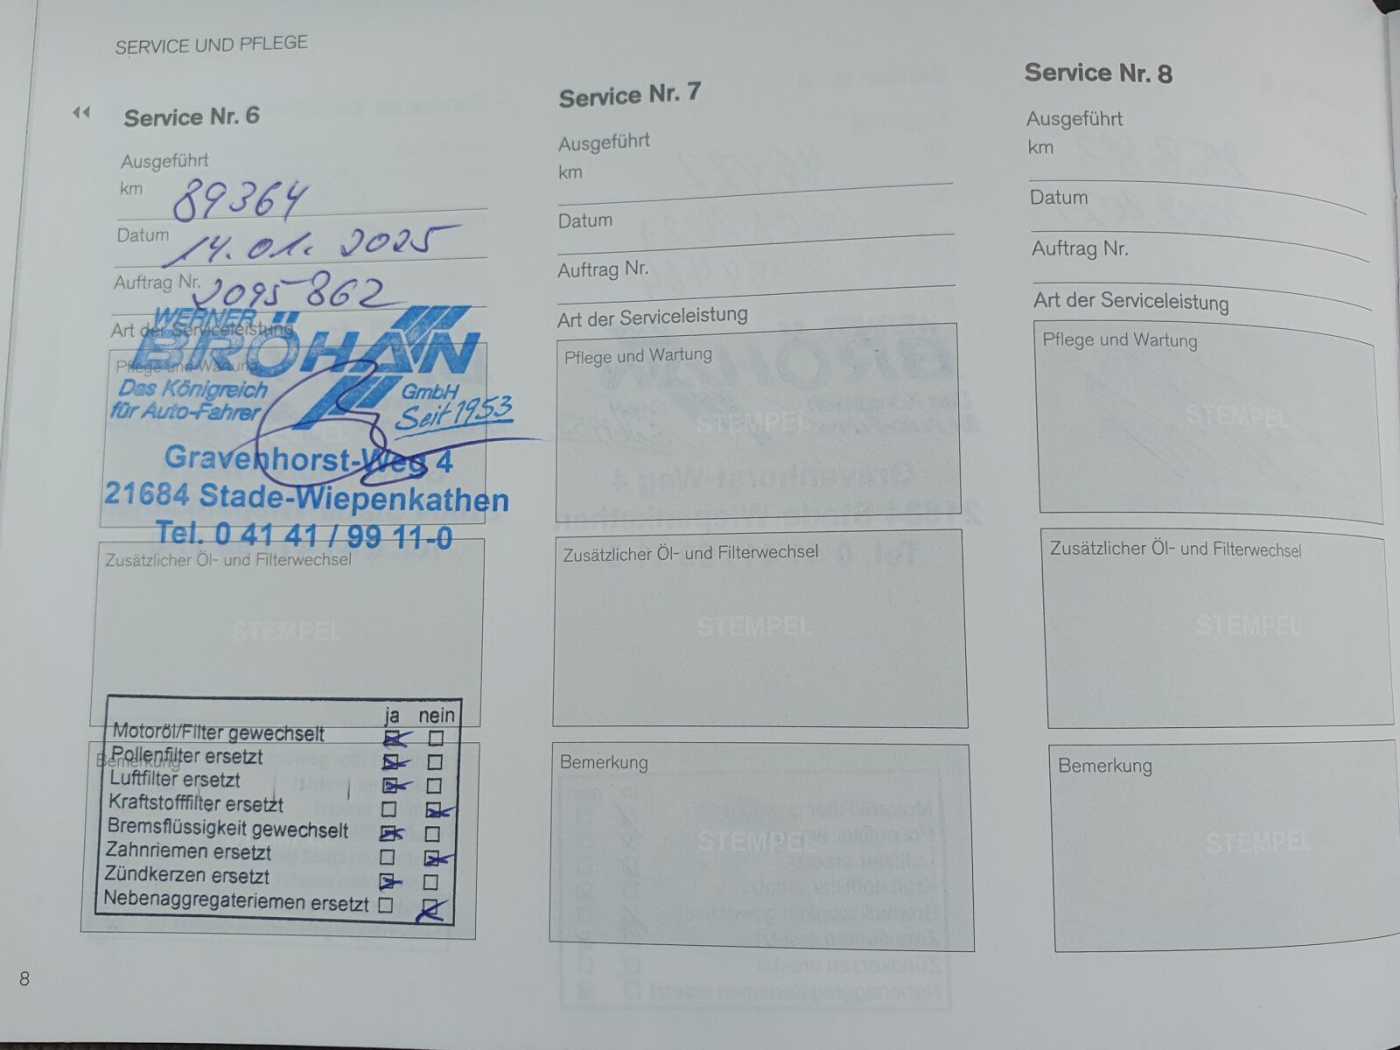 SERVICE UND PFLEGE
Service Nr. 6
Ausgeführt
km 89364
Datum 14.01.2025
Auftrag Nr. 2095862
Art der Serviceleistung
Pflege und Wartung
WERNER
BRÖHAN
Das Königreich
für Auto-Fahrer
GmbH
Seit 1953
Gravenhorst-Weg 4
21684 Stade-Wiepenkathen
Tel. 0 41 41 / 99 11-0
Zusätzlicher Öl- und Filterwechsel
STEMPEL
Bemerkung
ja nein
Motoröl/Filter gewechselt
Pollenfilter ersetzt
Luftfilter ersetzt
Kraftstofffilter ersetzt
Bremsflüssigkeit gewechselt
Zahnriemen ersetzt
Zündkerzen ersetzt
Nebenaggregateriemen ersetzt
8
Service Nr. 7
Ausgeführt
km
Datum
Auftrag Nr.
Art der Serviceleistung
Pflege und Wartung
STEMPEL
Zusätzlicher Öl- und Filterwechsel
STEMPEL
Bemerkung
STEMPEL
Service Nr. 8
Ausgeführt
km
Datum
Auftrag Nr.
Art der Serviceleistung
Pflege und Wartung
STEMPEL
Zusätzlicher Öl- und Filterwechsel
STEMPEL
Bemerkung
STEMPEL